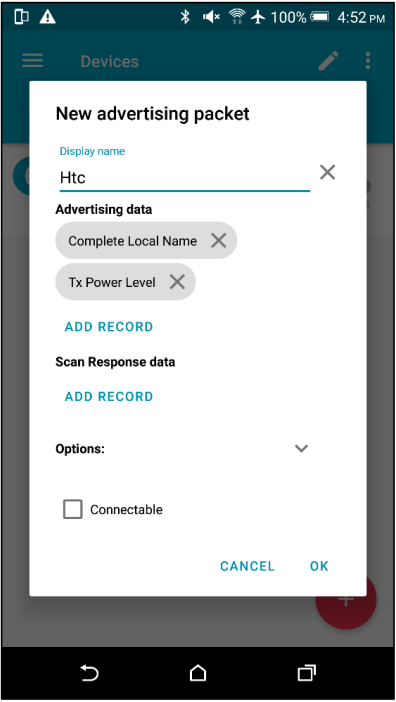 100% 4:52 PM
Devices
New advertising packet
Display name
Htc
Advertising data
Complete Local Name
Tx Power Level
ADD RECORD
Scan Response data
ADD RECORD
Options:
Connectable
CANCEL OK